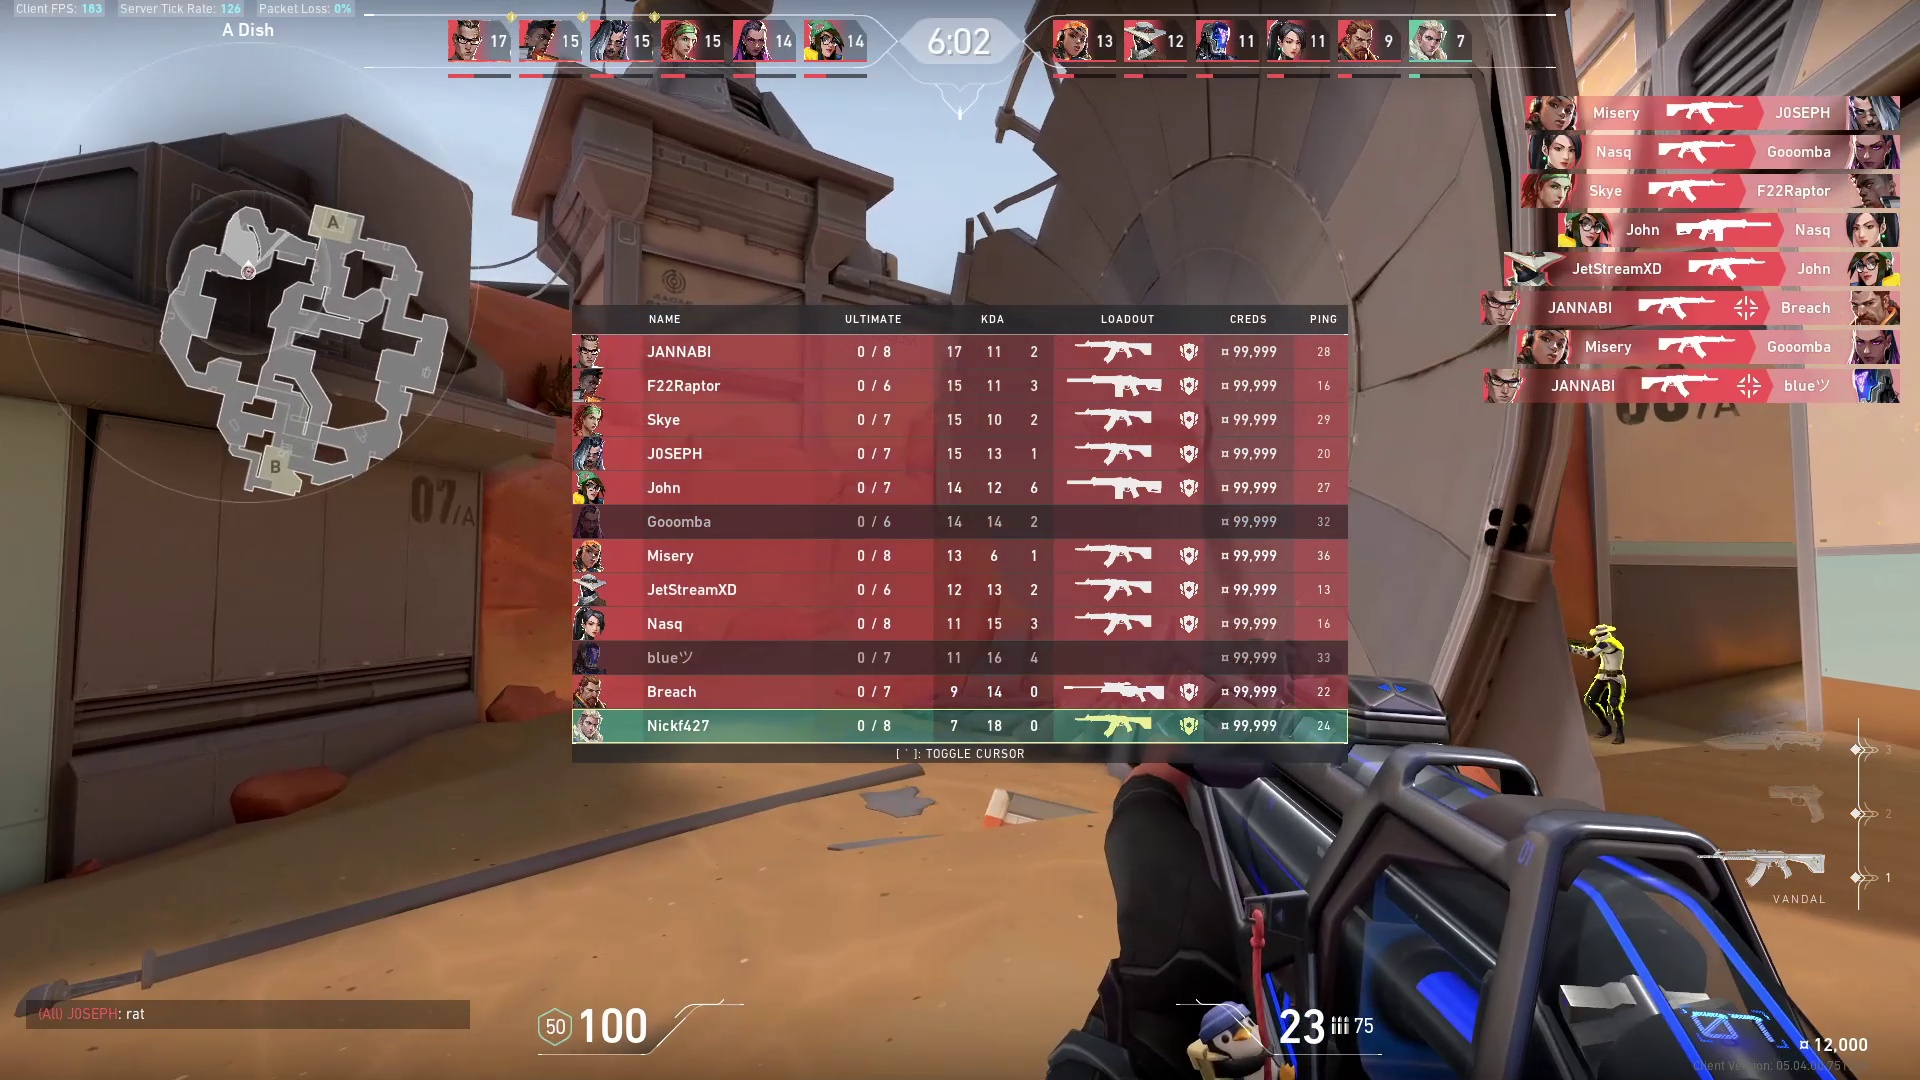 Client FPS: 183 Server Tick Rate: 126 Packet Loss: 0%
A Dish
17 15 15 15 14 14 6:02 13 12 11 11 9 7
Misery J0SEPH
Nasq Gooomba
Skye F22Raptor
John Nasq
JetStreamXD John
JANNABI Breach
Misery Gooomba
JANNABI blueツ
A
B
07/A
NAME ULTIMATE KDA LOADOUT CREDS PING
JANNABI 0 / 8 17 11 2 ¤ 99,999 28
F22Raptor 0 / 6 15 11 3 ¤ 99,999 16
Skye 0 / 7 15 10 2 ¤ 99,999 29
J0SEPH 0 / 7 15 13 1 ¤ 99,999 20
John 0 / 7 14 12 6 ¤ 99,999 27
Gooomba 0 / 6 14 14 2 ¤ 99,999 32
Misery 0 / 8 13 6 1 ¤ 99,999 36
JetStreamXD 0 / 6 12 13 2 ¤ 99,999 13
Nasq 0 / 8 11 15 3 ¤ 99,999 16
blueツ 0 / 7 11 16 4 ¤ 99,999 33
Breach 0 / 7 9 14 0 ¤ 99,999 22
Nickf427 0 / 8 7 18 0 ¤ 99,999 24
[ ` ]: TOGGLE CURSOR
3
2
1
VANDAL
(All) J0SEPH: rat
50 100
23 75
¤ 12,000